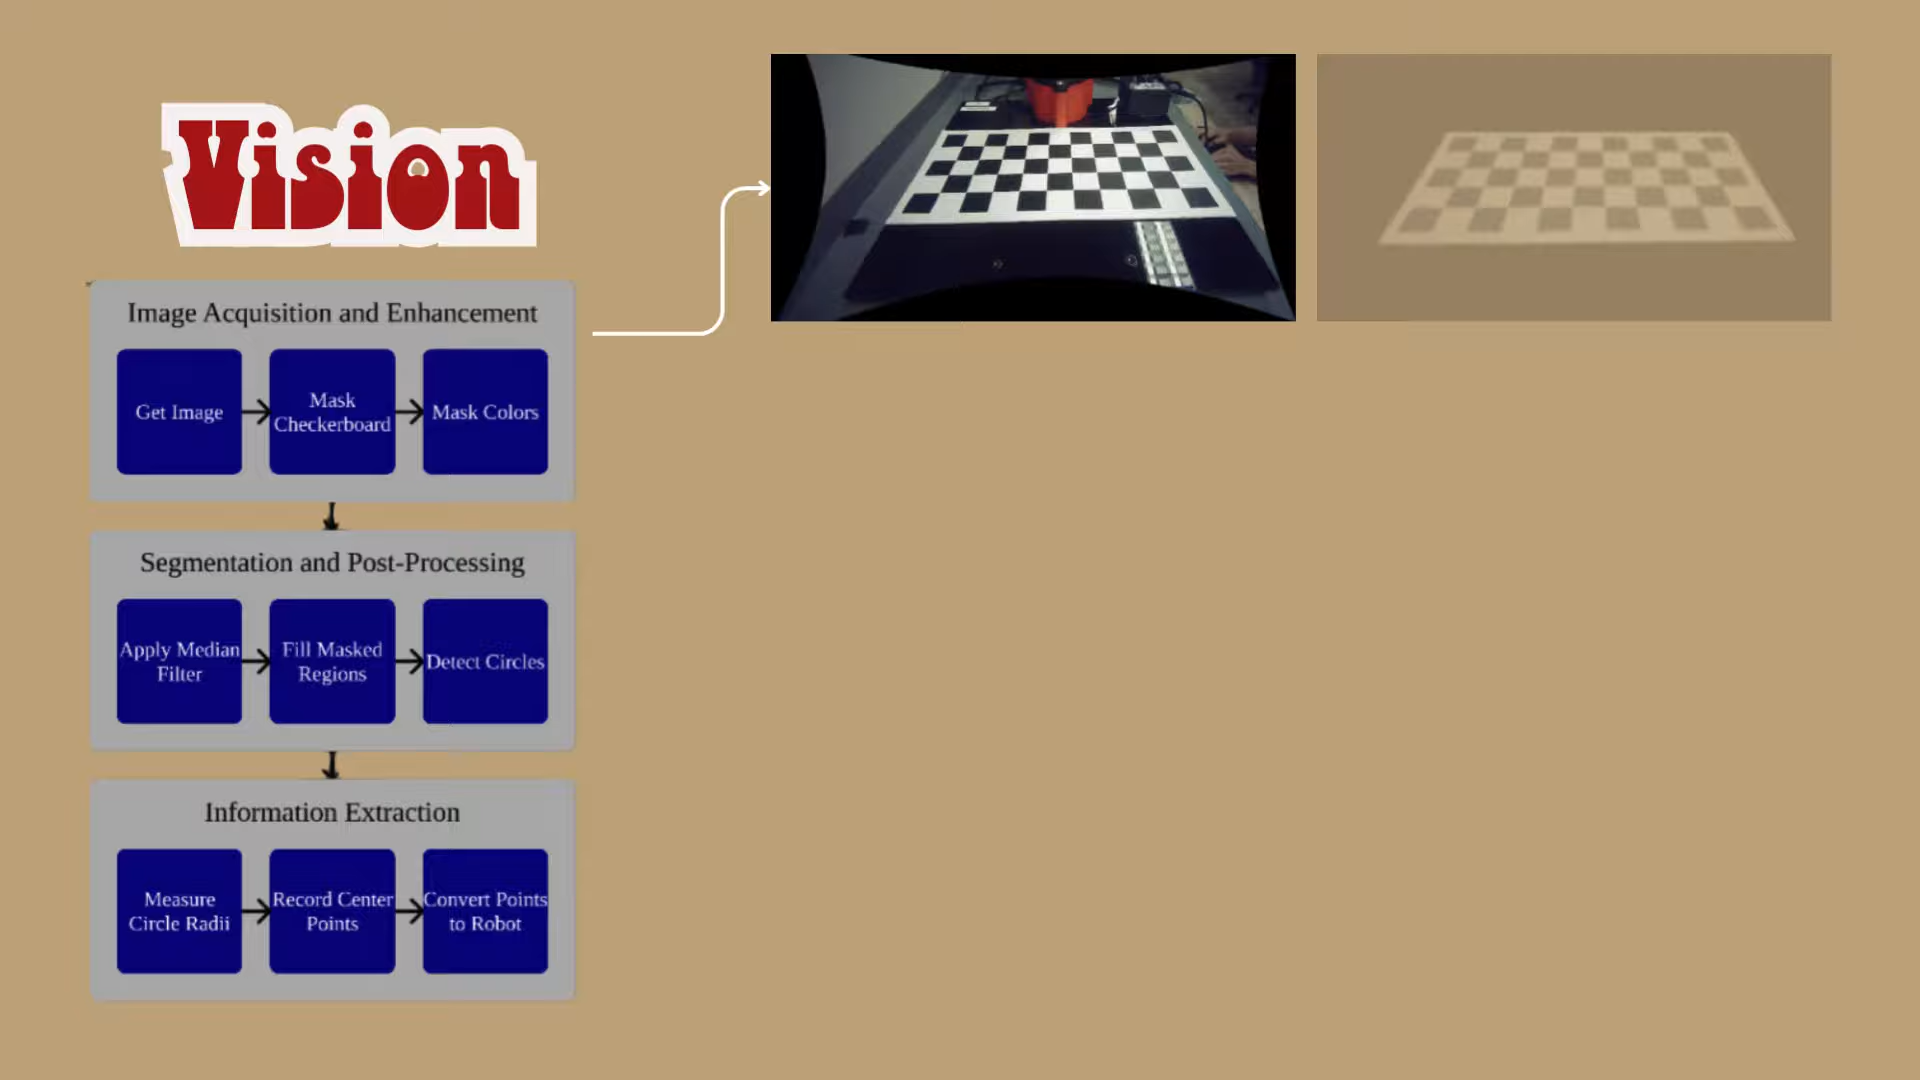 Vision
Image Acquisition and Enhancement
Get Image
Mask
Checkerboard
Mask Colors
Segmentation and Post-Processing
Apply Median
Filter
Fill Masked
Regions
Detect Circles
Information Extraction
Measure
Circle Radii
Record Center
Points
Convert Points
to Robot